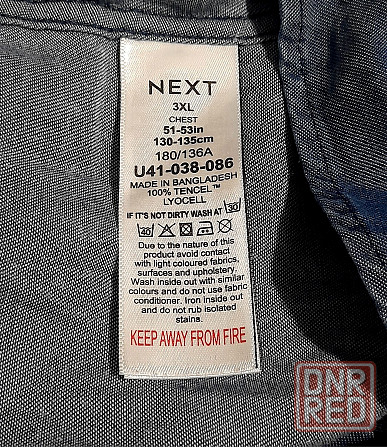 NEXT
3XL
CHEST
51-53in
130-135cm
180/136A
U41-038-086
MADE IN BANGLADESH
100% TENCEL™
LYOCELL
IF IT'S NOT DIRTY WASH AT 30
40
Due to the nature of this
product avoid contact
with light coloured fabrics,
surfaces and upholstery.
Wash inside out with similar
colours and do not use fabric
conditioner. Iron inside out
and do not rub isolated
stains.
KEEP AWAY FROM FIRE
DNR
RED